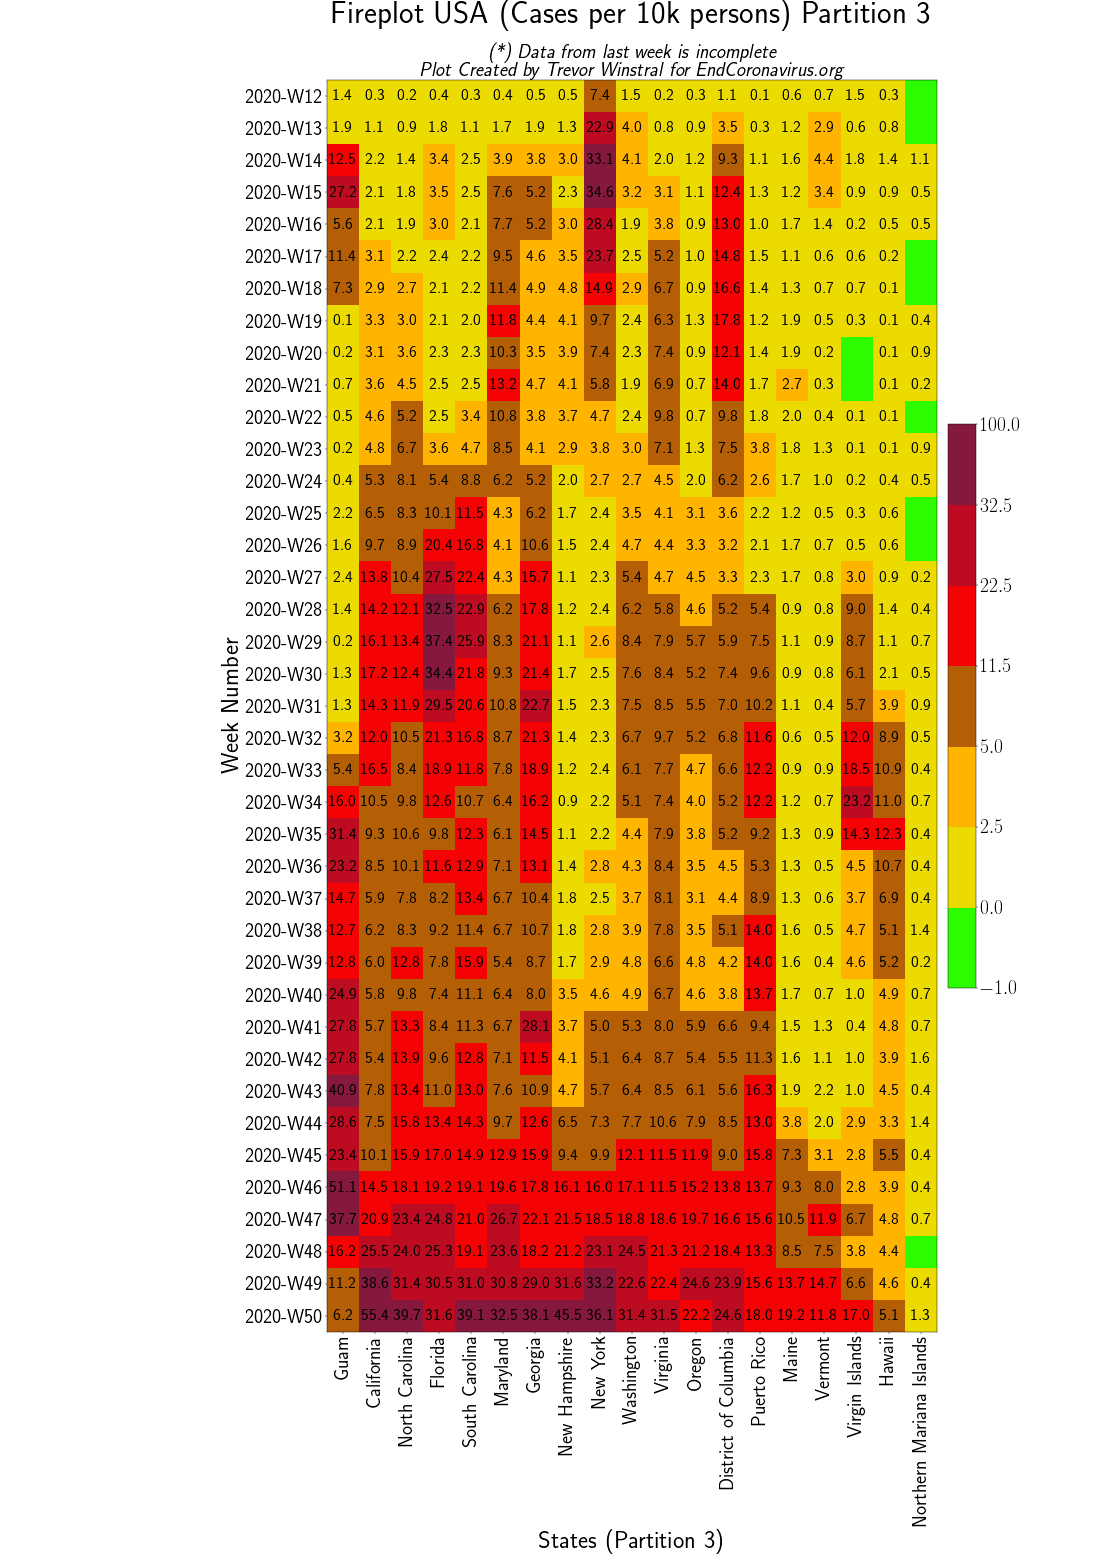 Fireplot USA (Cases per 10k persons) Partition 3
(*) Data from last week is incomplete
Plot Created by Trevor Winstral for EndCoronavirus.org
2020-W12 1.4 0.3 0.2 0.4 0.3 0.4 0.5 0.5 7.4 1.5 0.2 0.3 1.1 0.1 0.6 0.7 1.5 0.3
2020-W13 1.9 1.1 0.9 1.8 1.1 1.7 1.9 1.3 22.9 4.0 0.8 0.9 3.5 0.3 1.2 2.9 0.6 0.8
2020-W14 12.5 2.2 1.4 3.4 2.5 3.9 3.8 3.0 33.1 4.1 2.0 1.2 9.3 1.1 1.6 4.4 1.8 1.4 1.1
2020-W15 27.2 2.1 1.8 3.5 2.5 7.6 5.2 2.3 34.6 3.2 3.1 1.1 12.4 1.3 1.2 3.4 0.9 0.9 0.5
2020-W16 5.6 2.1 1.9 3.0 2.1 7.7 5.2 3.0 28.4 1.9 3.8 0.9 13.0 1.0 1.7 1.4 0.2 0.5 0.5
2020-W17 11.4 3.1 2.2 2.4 2.2 9.5 4.6 3.5 23.7 2.5 5.2 1.0 14.8 1.5 1.1 0.6 0.6 0.2
2020-W18 7.3 2.9 2.7 2.1 2.2 11.4 4.9 4.8 14.9 2.9 6.7 0.9 16.6 1.4 1.3 0.7 0.7 0.1
2020-W19 0.1 3.3 3.0 2.1 2.0 11.8 4.4 4.1 9.7 2.4 6.3 1.3 17.8 1.2 1.9 0.5 0.3 0.1 0.4
2020-W20 0.2 3.1 3.6 2.3 2.3 10.3 3.5 3.9 7.4 2.3 7.4 0.9 12.1 1.4 1.9 0.2 0.1 0.9
2020-W21 0.7 3.6 4.5 2.5 2.5 13.2 4.7 4.1 5.8 1.9 6.9 0.7 14.0 1.7 2.7 0.3 0.1 0.2
2020-W22 0.5 4.6 5.2 2.5 3.4 10.8 3.8 3.7 4.7 2.4 9.8 0.7 9.8 1.8 2.0 0.4 0.1 0.1
2020-W23 0.2 4.8 6.7 3.6 4.7 8.5 4.1 2.9 3.8 3.0 7.1 1.3 7.5 3.8 1.8 1.3 0.1 0.1 0.9
2020-W24 0.4 5.3 8.1 5.4 8.8 6.2 5.2 2.0 2.7 2.7 4.5 2.0 6.2 2.6 1.7 1.0 0.2 0.4 0.5
2020-W25 2.2 6.5 8.3 10.1 11.5 4.3 6.2 1.7 2.4 3.5 4.1 3.1 3.6 2.2 1.2 0.5 0.3 0.6
2020-W26 1.6 9.7 8.9 20.4 16.8 4.1 10.6 1.5 2.4 4.7 4.4 3.3 3.2 2.1 1.7 0.7 0.5 0.6
2020-W27 2.4 13.8 10.4 27.5 22.4 4.3 15.7 1.1 2.3 5.4 4.7 4.5 3.3 2.3 1.7 0.8 3.0 0.9 0.2
2020-W28 1.4 14.2 12.1 32.5 22.9 6.2 17.8 1.2 2.4 6.2 5.8 4.6 5.2 5.4 0.9 0.8 9.0 1.4 0.4
2020-W29 0.2 16.1 13.4 37.4 25.9 8.3 21.1 1.1 2.6 8.4 7.9 5.7 5.9 7.5 1.1 0.9 8.7 1.1 0.7
2020-W30 1.3 17.2 12.4 34.4 21.8 9.3 21.4 1.7 2.5 7.6 8.4 5.2 7.4 9.6 0.9 0.8 6.1 2.1 0.5
2020-W31 1.3 14.3 11.9 29.5 20.6 10.8 22.7 1.5 2.3 7.5 8.5 5.5 7.0 10.2 1.1 0.4 5.7 3.9 0.9
2020-W32 3.2 12.0 10.5 21.3 16.8 8.7 21.3 1.4 2.3 6.7 9.7 5.2 6.8 11.6 0.6 0.5 12.0 8.9 0.5
2020-W33 5.4 16.5 8.4 18.9 11.8 7.8 18.9 1.2 2.4 6.1 7.7 4.7 6.6 12.2 0.9 0.9 18.5 10.9 0.4
2020-W34 16.0 10.5 9.8 12.6 10.7 6.4 16.2 0.9 2.2 5.1 7.4 4.0 5.2 12.2 1.2 0.7 23.2 11.0 0.7
2020-W35 31.4 9.3 10.6 9.8 12.3 6.1 14.5 1.1 2.2 4.4 7.9 3.8 5.2 9.2 1.3 0.9 14.3 12.3 0.4
2020-W36 23.2 8.5 10.1 11.6 12.9 7.1 13.1 1.4 2.8 4.3 8.4 3.5 4.5 5.3 1.3 0.5 4.5 10.7 0.4
2020-W37 14.7 5.9 7.8 8.2 13.4 6.7 10.4 1.8 2.5 3.7 8.1 3.1 4.4 8.9 1.3 0.6 3.7 6.9 0.4
2020-W38 12.7 6.2 8.3 9.2 11.4 6.7 10.7 1.8 2.8 3.9 7.8 3.5 5.1 14.0 1.6 0.5 4.7 5.1 1.4
2020-W39 12.8 6.0 12.8 7.8 15.9 5.4 8.7 1.7 2.9 4.8 6.6 4.8 4.2 14.0 1.6 0.4 4.6 5.2 0.2
2020-W40 24.9 5.8 9.8 7.4 11.1 6.4 8.0 3.5 4.6 4.9 6.7 4.6 3.8 13.7 1.7 0.7 1.0 4.9 0.7
2020-W41 27.8 5.7 13.3 8.4 11.3 6.7 28.1 3.7 5.0 5.3 8.0 5.9 6.6 9.4 1.5 1.3 0.4 4.8 0.7
2020-W42 27.8 5.4 13.9 9.6 12.8 7.1 11.5 4.1 5.1 6.4 8.7 5.4 5.5 11.3 1.6 1.1 1.0 3.9 1.6
2020-W43 40.9 7.8 13.4 11.0 13.0 7.6 10.9 4.7 5.7 6.4 8.5 6.1 5.6 16.3 1.9 2.2 1.0 4.5 0.4
2020-W44 28.6 7.5 15.8 13.4 14.3 9.7 12.6 6.5 7.3 7.7 10.6 7.9 8.5 13.0 3.8 2.0 2.9 3.3 1.4
2020-W45 23.4 10.1 15.9 17.0 14.9 12.9 15.9 9.4 9.9 12.1 11.5 11.9 9.0 15.8 7.3 3.1 2.8 5.5 0.4
2020-W46 51.1 14.5 18.1 19.2 19.1 19.6 17.8 16.1 16.0 17.1 11.5 15.2 13.8 13.7 9.3 8.0 2.8 3.9 0.4
2020-W47 37.7 20.9 23.4 24.8 21.0 26.7 22.1 21.5 18.5 18.8 18.6 19.7 16.6 15.6 10.5 11.9 6.7 4.8 0.7
2020-W48 16.2 25.5 24.0 25.3 19.1 23.6 18.2 21.2 23.1 24.5 21.3 21.2 18.4 13.3 8.5 7.5 3.8 4.4
2020-W49 11.2 38.6 31.4 30.5 31.0 30.8 29.0 31.6 33.2 22.6 22.4 24.6 23.9 15.6 13.7 14.7 6.6 4.6 0.4
2020-W50 6.2 55.4 39.7 31.6 39.1 32.5 38.1 45.5 36.1 31.4 31.5 22.2 24.6 18.0 19.2 11.8 17.0 5.1 1.3
Week Number
Guam
California
North Carolina
Florida
South Carolina
Maryland
Georgia
New Hampshire
New York
Washington
Virginia
Oregon
District of Columbia
Puerto Rico
Maine
Vermont
Virgin Islands
Hawaii
Northern Mariana Islands
States (Partition 3)
100.0
32.5
22.5
11.5
5.0
2.5
0.0
−1.0